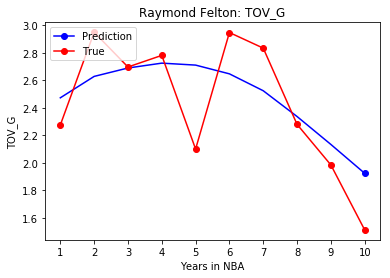 Raymond Felton: TOV_G
Prediction
True
3.0
2.8
2.6
2.4
2.2
2.0
1.8
1.6
TOV_G
1 2 3 4 5 6 7 8 9 10
Years in NBA